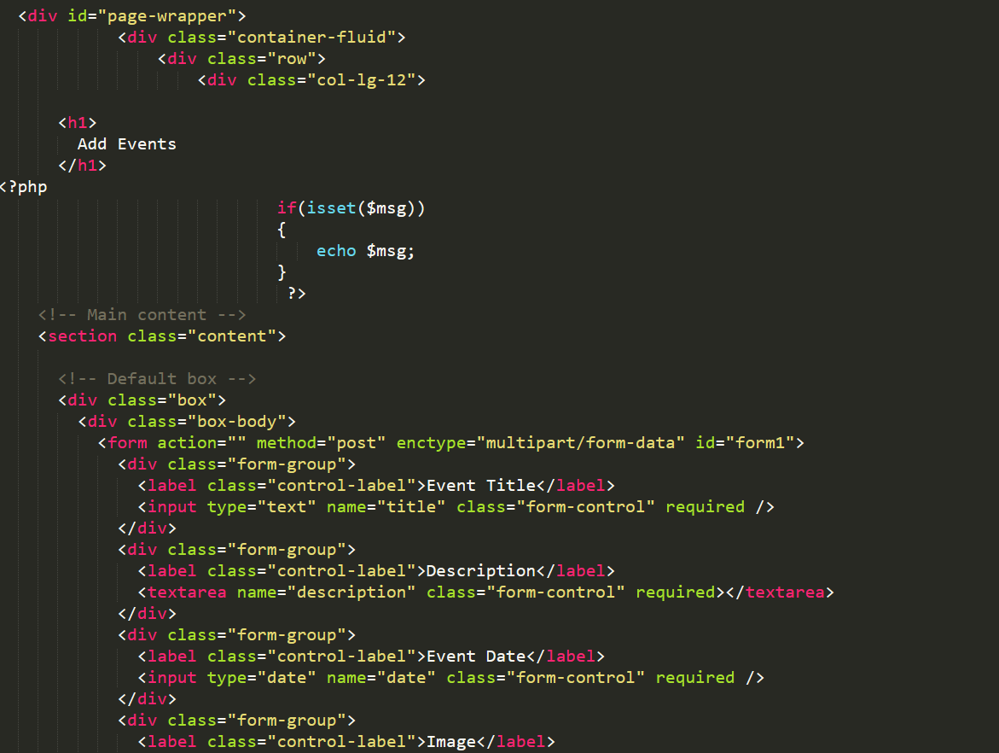 <div id="page-wrapper">
<div class="container-fluid">
<div class="row">
<div class="col-lg-12">
<h1>
Add Events
</h1>
<?php
if(isset($msg))
{
echo $msg;
}
?>
<!-- Main content -->
<section class="content">
<!-- Default box -->
<div class="box">
<div class="box-body">
<form action="" method="post" enctype="multipart/form-data" id="form1">
<div class="form-group">
<label class="control-label">Event Title</label>
<input type="text" name="title" class="form-control" required />
</div>
<div class="form-group">
<label class="control-label">Description</label>
<textarea name="description" class="form-control" required></textarea>
</div>
<div class="form-group">
<label class="control-label">Event Date</label>
<input type="date" name="date" class="form-control" required />
</div>
<div class="form-group">
<label class="control-label">Image</label>